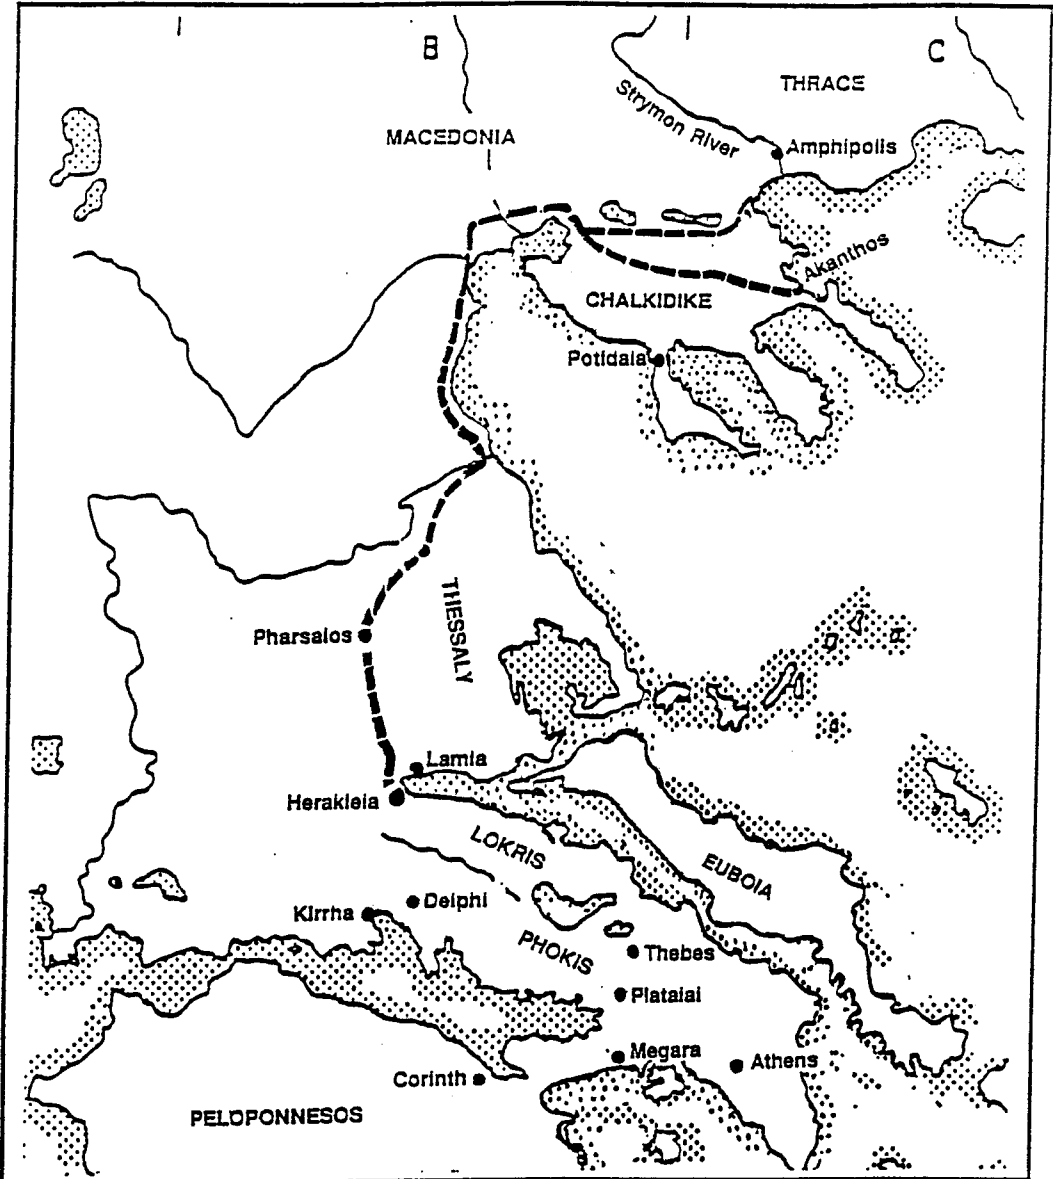 B
C
THRACE
Strymon River
MACEDONIA
Amphipolis
Akanthos
CHALKIDIKE
Potidaia
THESSALY
Pharsalos
Lamia
Herakleia
LOKRIS
EUBOIA
Delphi
Kirrha
PHOKIS
Thebes
Plataiai
Megara
Athens
Corinth
PELOPONNESOS